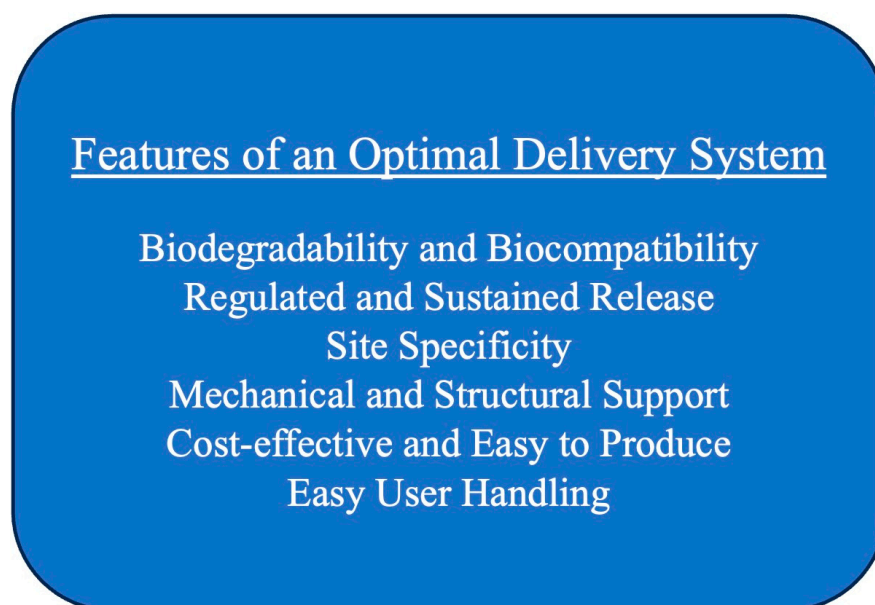 Features of an Optimal Delivery System
Biodegradability and Biocompatibility
Regulated and Sustained Release
Site Specificity
Mechanical and Structural Support
Cost-effective and Easy to Produce
Easy User Handling